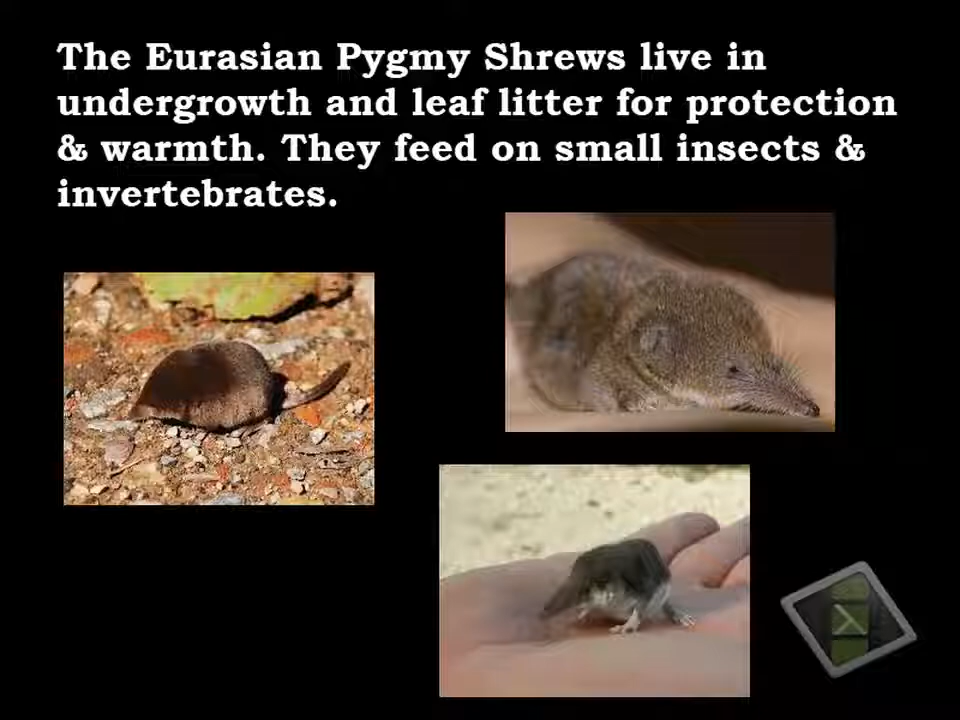 The Eurasian Pygmy Shrews live in
undergrowth and leaf litter for protection
& warmth. They feed on small insects &
invertebrates.